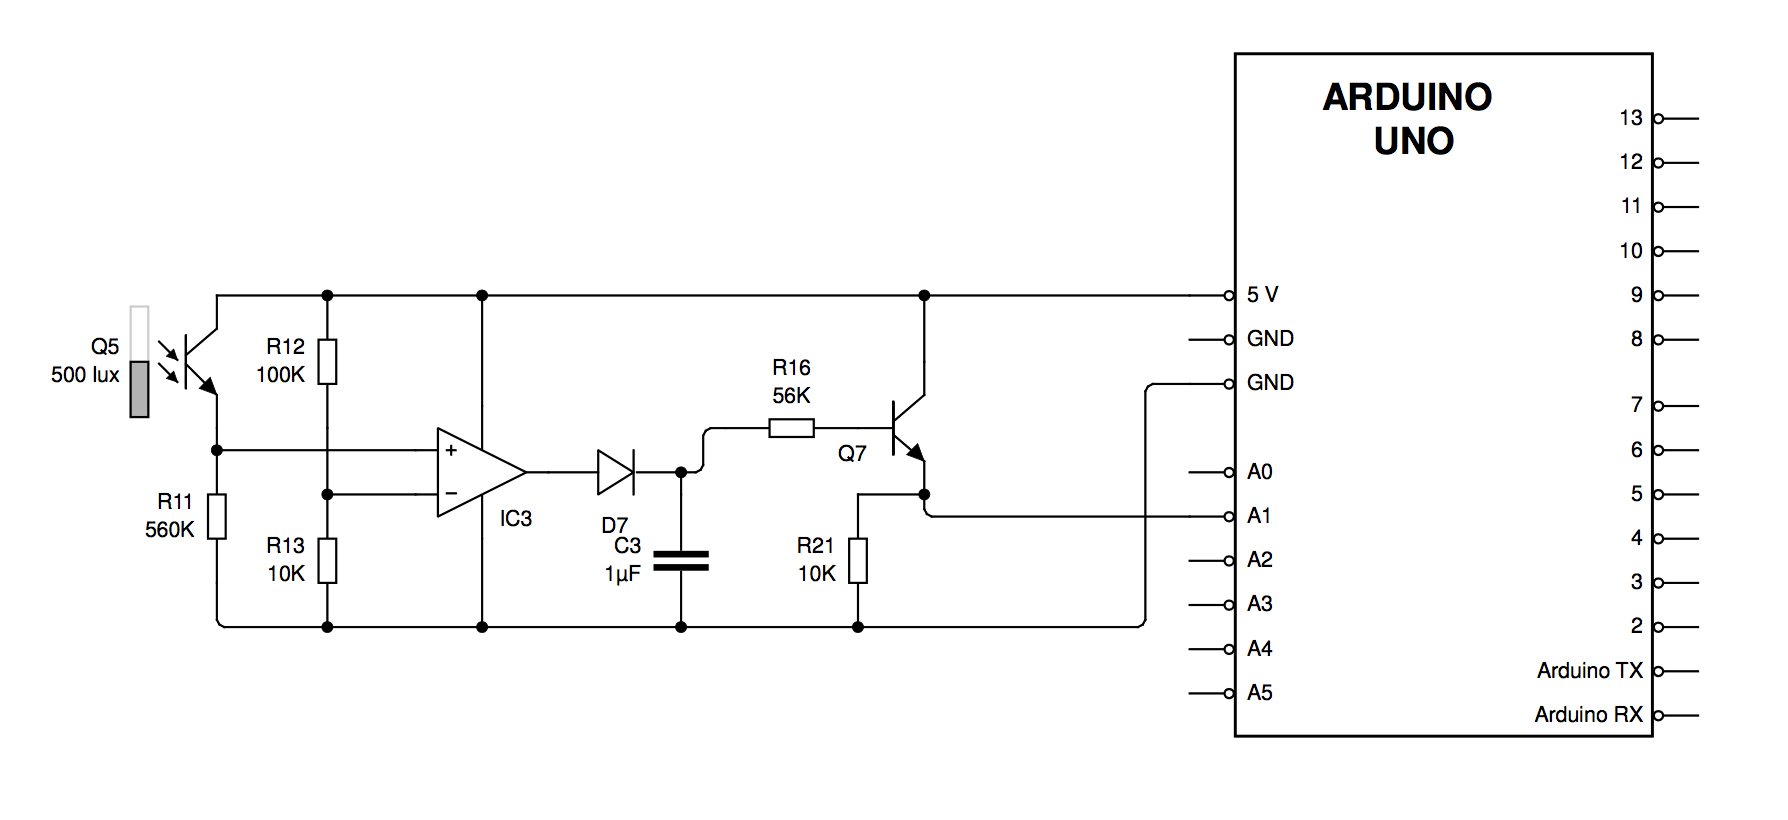 ARDUINO
UNO
Q5
500 lux
R12
100K
R11
560K
R13
10K
+
−
IC3
D7
C3
1µF
R16
56K
Q7
R21
10K
5 V
GND
GND
A0
A1
A2
A3
A4
A5
13
12
11
10
9
8
7
6
5
4
3
2
Arduino TX
Arduino RX